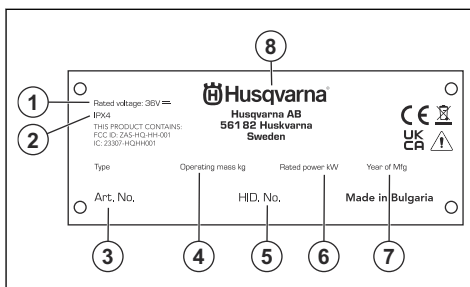 8
Husqvarna
Husqvarna AB
561 82 Huskvarna
Sweden
1
Rated voltage: 36V
2
IPX4
THIS PRODUCT CONTAINS:
FCC ID: ZA5-HQ-HH-001
IC: 23307-HQHH001
CE
UK
CA
Type
Operating mass kg
Rated power kW
Year of Mfg
Art. No.
HID. No.
Made in Bulgaria
3
4
5
6
7